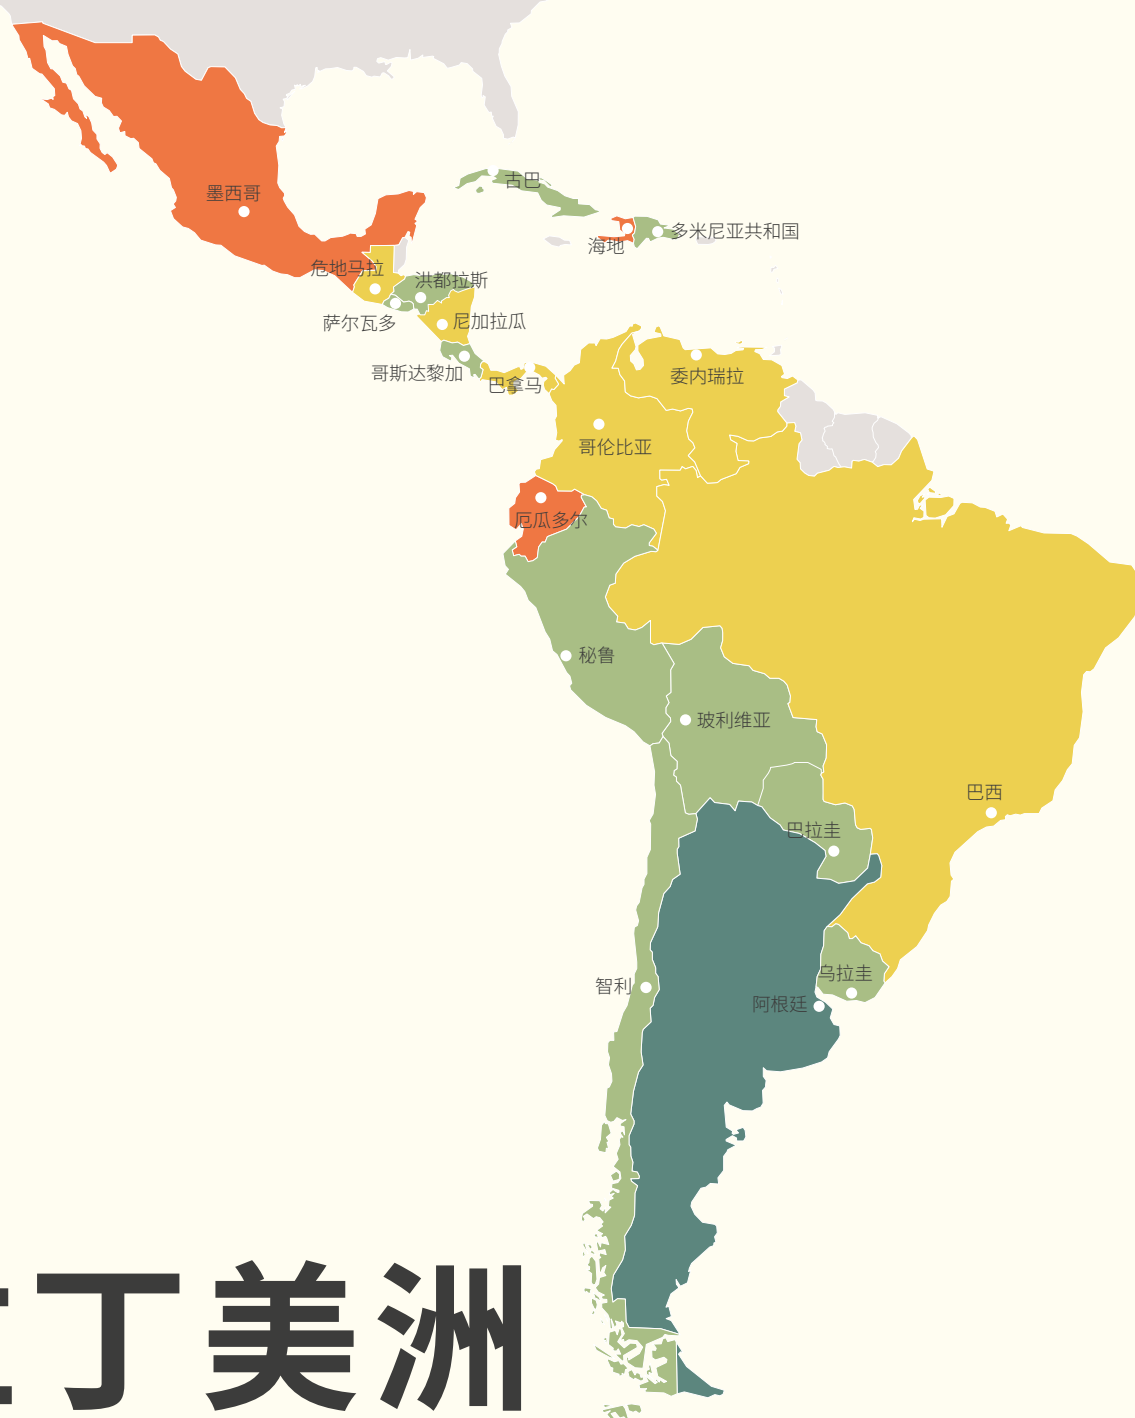 墨西哥
古巴
海地
多米尼亚共和国
危地马拉
洪都拉斯
萨尔瓦多
尼加拉瓜
哥斯达黎加
巴拿马
委内瑞拉
哥伦比亚
厄瓜多尔
秘鲁
玻利维亚
巴西
巴拉圭
乌拉圭
智利
阿根廷
丁美洲